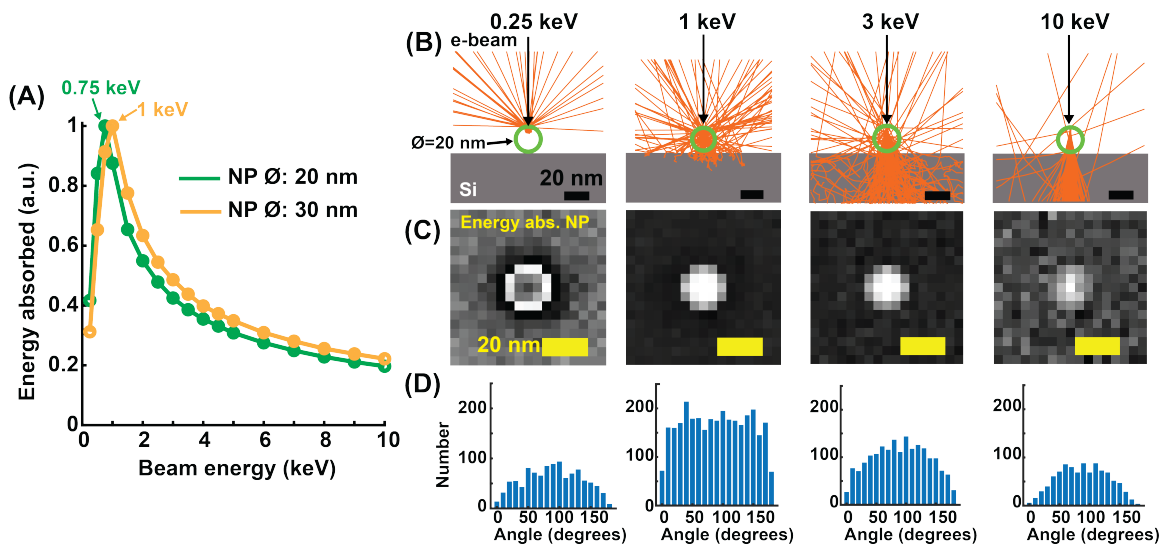 (A)
0.75 keV
1 keV
Energy absorbed (a.u.)
1
0.8
0.6
0.4
0.2
0
NP Ø: 20 nm
NP Ø: 30 nm
0 2 4 6 8 10
Beam energy (keV)
(B)
0.25 keV
1 keV
3 keV
10 keV
e-beam
Ø=20 nm
Si
20 nm
(C)
Energy abs. NP
20 nm
(D)
Number
200
100
0
0 50 100 150
Angle (degrees)
200
100
0
0 50 100 150
Angle (degrees)
200
100
0
0 50 100 150
Angle (degrees)
200
100
0
0 50 100 150
Angle (degrees)